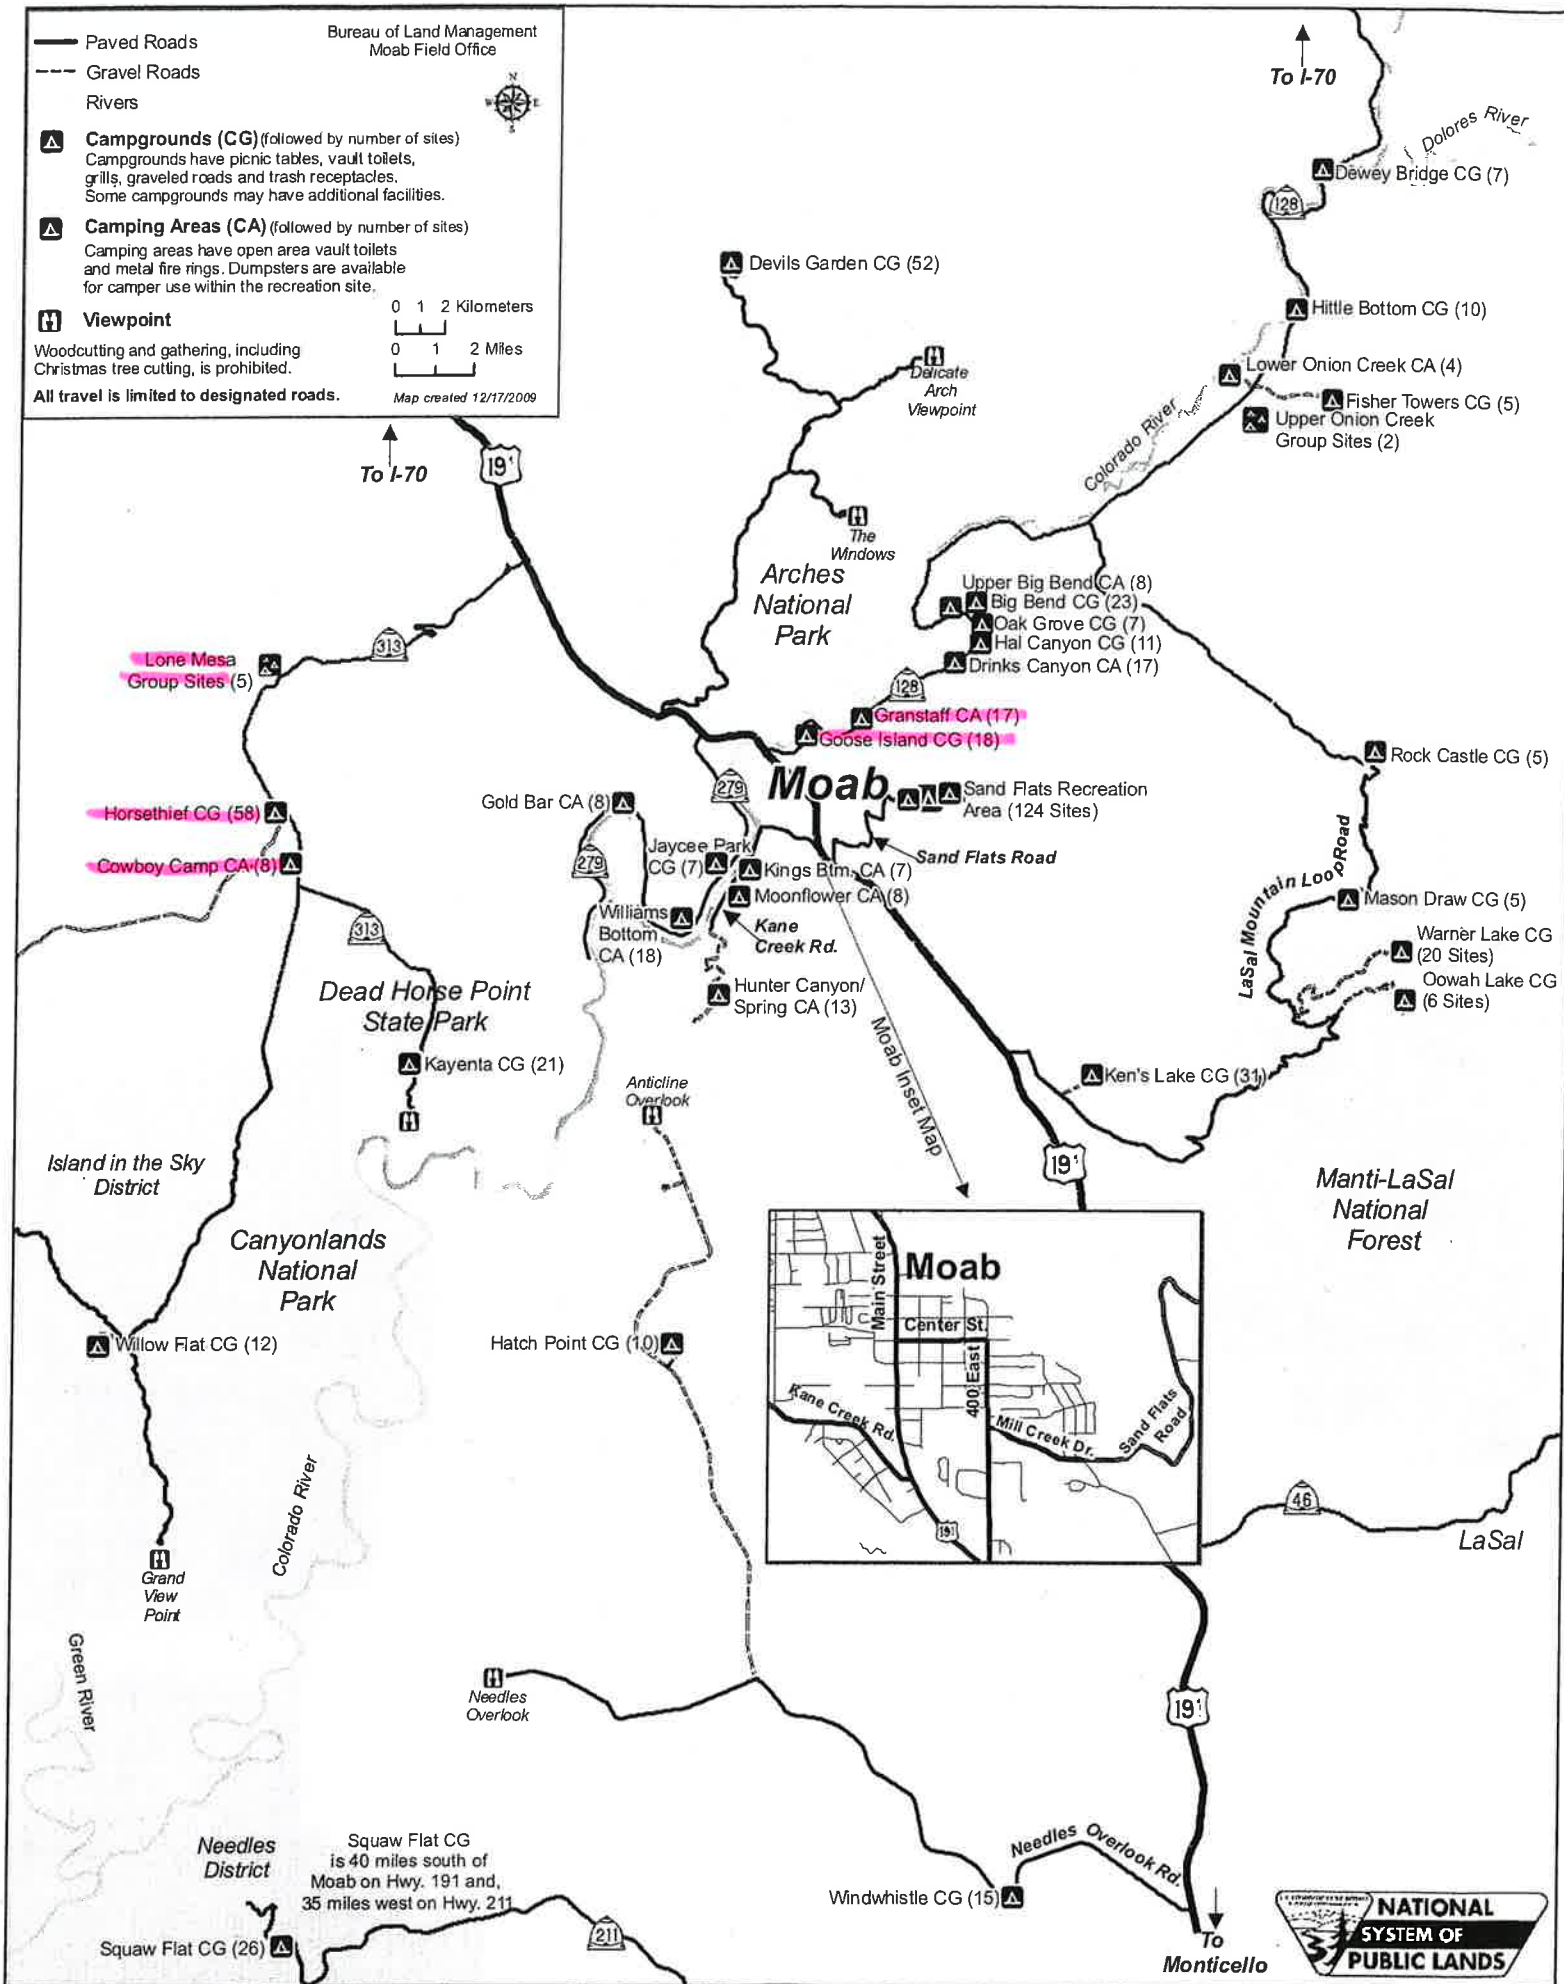 Paved Roads
Gravel Roads
Rivers
Bureau of Land Management
Moab Field Office
N
W E
S
Campgrounds (CG) (followed by number of sites)
Campgrounds have picnic tables, vault toilets,
grills, graveled roads and trash receptacles.
Some campgrounds may have additional facilities.
Camping Areas (CA) (followed by number of sites)
Camping areas have open area vault toilets
and metal fire rings. Dumpsters are available
for camper use within the recreation site.
Viewpoint
0 1 2 Kilometers
0 1 2 Miles
Woodcutting and gathering, including
Christmas tree cutting, is prohibited.
All travel is limited to designated roads.
Map created 12/17/2009
To I-70
Dolores River
Dewey Bridge CG (7)
128
Devils Garden CG (52)
Hittle Bottom CG (10)
Delicate
Arch
Viewpoint
Lower Onion Creek CA (4)
Fisher Towers CG (5)
Upper Onion Creek
Group Sites (2)
Colorado River
To I-70
191
The
Windows
Arches
National
Park
Upper Big Bend CA (8)
Big Bend CG (23)
Oak Grove CG (7)
Hal Canyon CG (11)
Drinks Canyon CA (17)
313
Lone Mesa
Group Sites (5)
128
Granstaff CA (17)
Goose Island CG (18)
Rock Castle CG (5)
Moab
279
Sand Flats Recreation
Area (124 Sites)
Gold Bar CA (8)
Horsethief CG (58)
Cowboy Camp CA (8)
279
Jaycee Park
CG (7)
Kings Btm. CA (7)
Sand Flats Road
Moonflower CA (8)
LaSal Mountain Loop Road
Mason Draw CG (5)
Williams
Bottom
CA (18)
Kane
Creek Rd.
313
Warner Lake CG
(20 Sites)
Oowah Lake CG
(6 Sites)
Dead Horse Point
State Park
Hunter Canyon/
Spring CA (13)
Moab Inset Map
Kayenta CG (21)
Anticline
Overlook
Ken's Lake CG (31)
191
Island in the Sky
District
Manti-LaSal
National
Forest
Canyonlands
National
Park
Moab
Main Street
Center St.
400 East
Kane Creek Rd.
Mill Creek Dr.
Sand Flats
Road
191
Willow Flat CG (12)
Hatch Point CG (10)
Colorado River
46
LaSal
Grand
View
Point
Green River
Needles
Overlook
191
Needles
District
Squaw Flat CG
is 40 miles south of
Moab on Hwy. 191 and,
35 miles west on Hwy. 211
Needles Overlook Rd.
Windwhistle CG (15)
Squaw Flat CG (26)
211
To
Monticello
NATIONAL
SYSTEM OF
PUBLIC LANDS